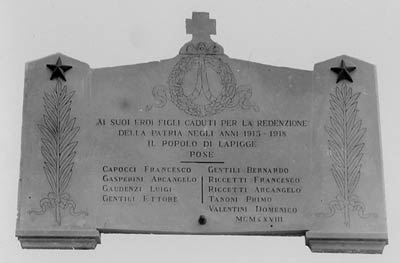 AI SUOI EROI FIGLI CADUTI PER LA REDENZIONE
DELLA PATRIA NEGLI ANNI 1915-1918
IL POPOLO DI LAPIGGE
POSE
CAPOCCI FRANCESCO
GASPERINI ARCANGELO
GAUDENZI LUIGI
GENTILI ETTORE
GENTILI BERNARDO
RICCETTI FRANCESCO
RICCETTI ARCANGELO
TANONI PRIMO
VALENTINI DOMENICO
MCMXXVIII